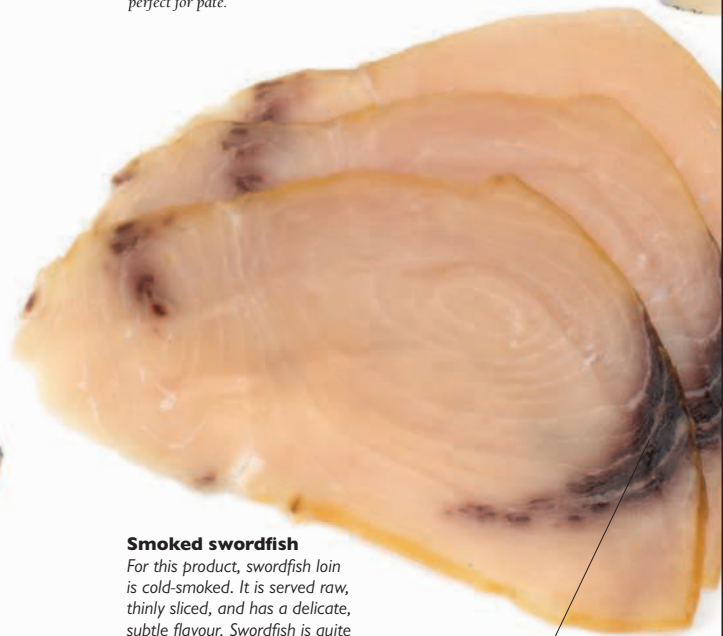 perfect for pâté.
Smoked swordfish
For this product, swordfish loin
is cold-smoked. It is served raw,
thinly sliced, and has a delicate,
subtle flavour. Swordfish is quite